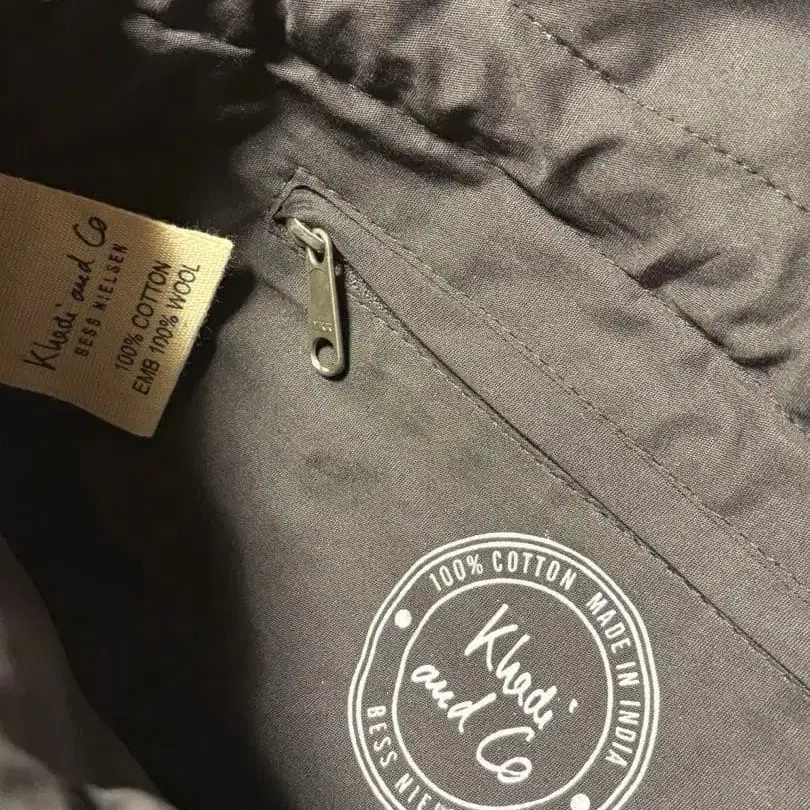 Khadi and Co
BESS NIELSEN
100% COTTON
EMB 100% WOOL
100% COTTON MADE IN INDIA
Khadi
and Co
BESS